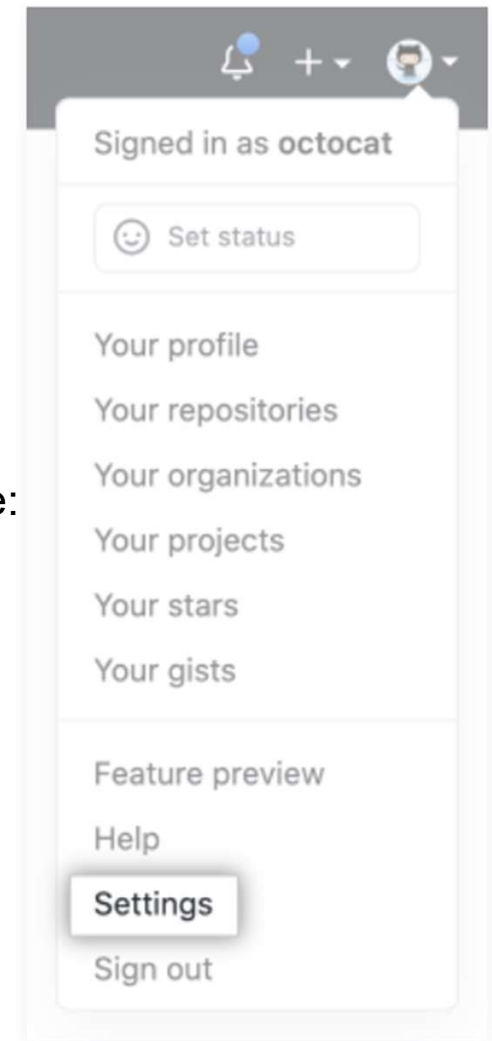 Signed in as octocat
Set status
Your profile
Your repositories
Your organizations
e:
Your projects
Your stars
Your gists
Feature preview
Help
Settings
Sign out